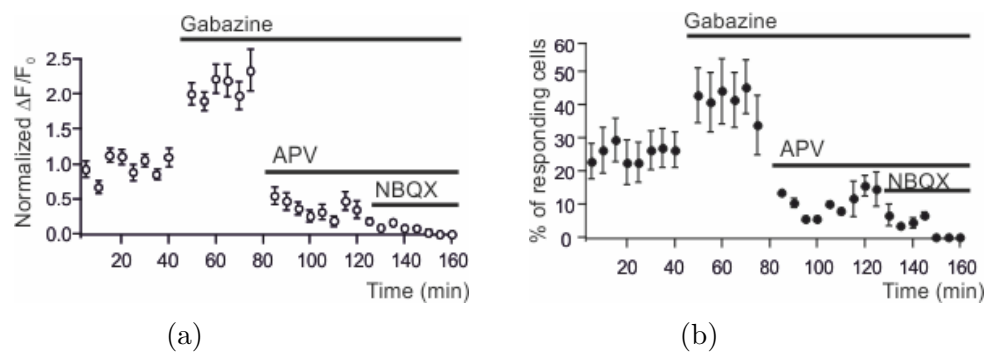 Gabazine
Normalized ΔF/F₀
2.5
2.0
1.5
1.0
0.5
0.0
APV
NBQX
20 40 60 80 100 120 140 160
Time (min)
(a)
Gabazine
% of responding cells
60
50
40
30
20
10
0
APV
NBQX
20 40 60 80 100 120 140 160
Time (min)
(b)